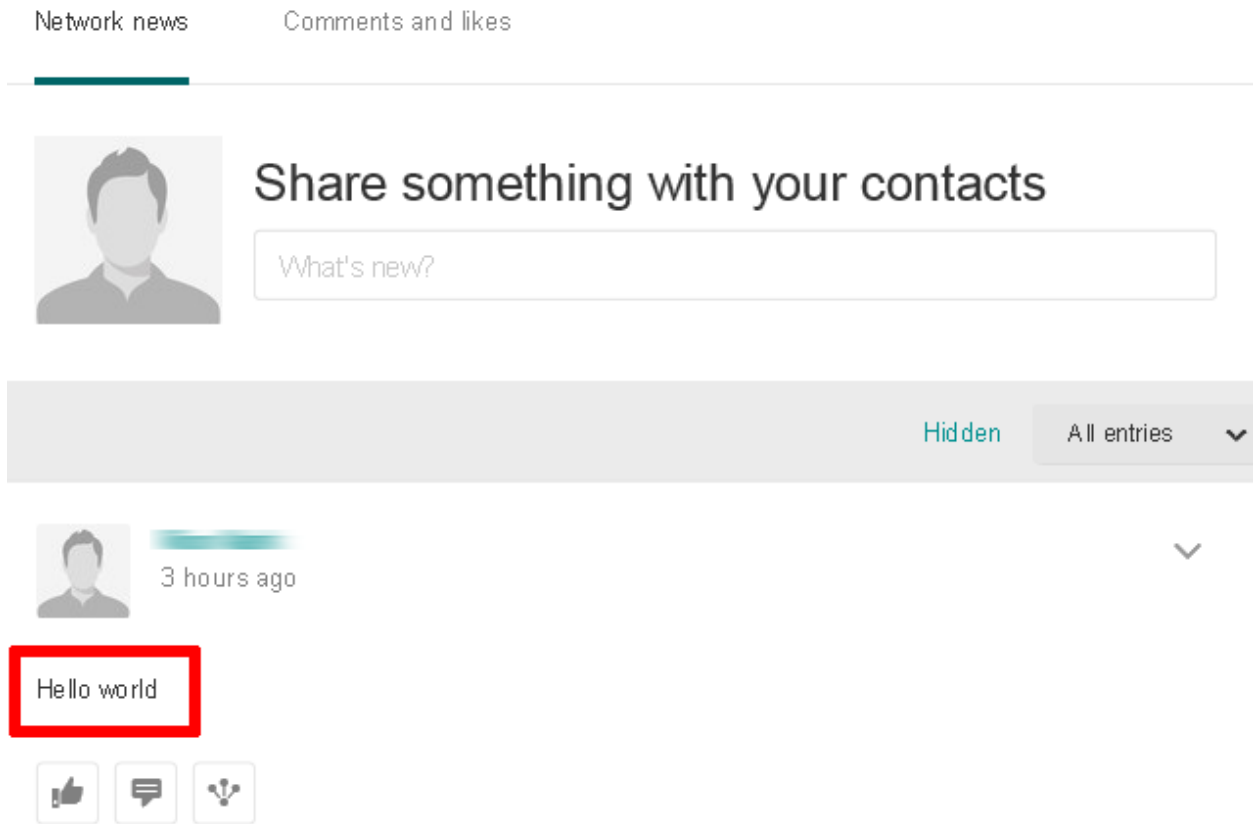 Network news Comments and likes
Share something with your contacts
What's new?
Hidden All entries
3 hours ago
Hello world